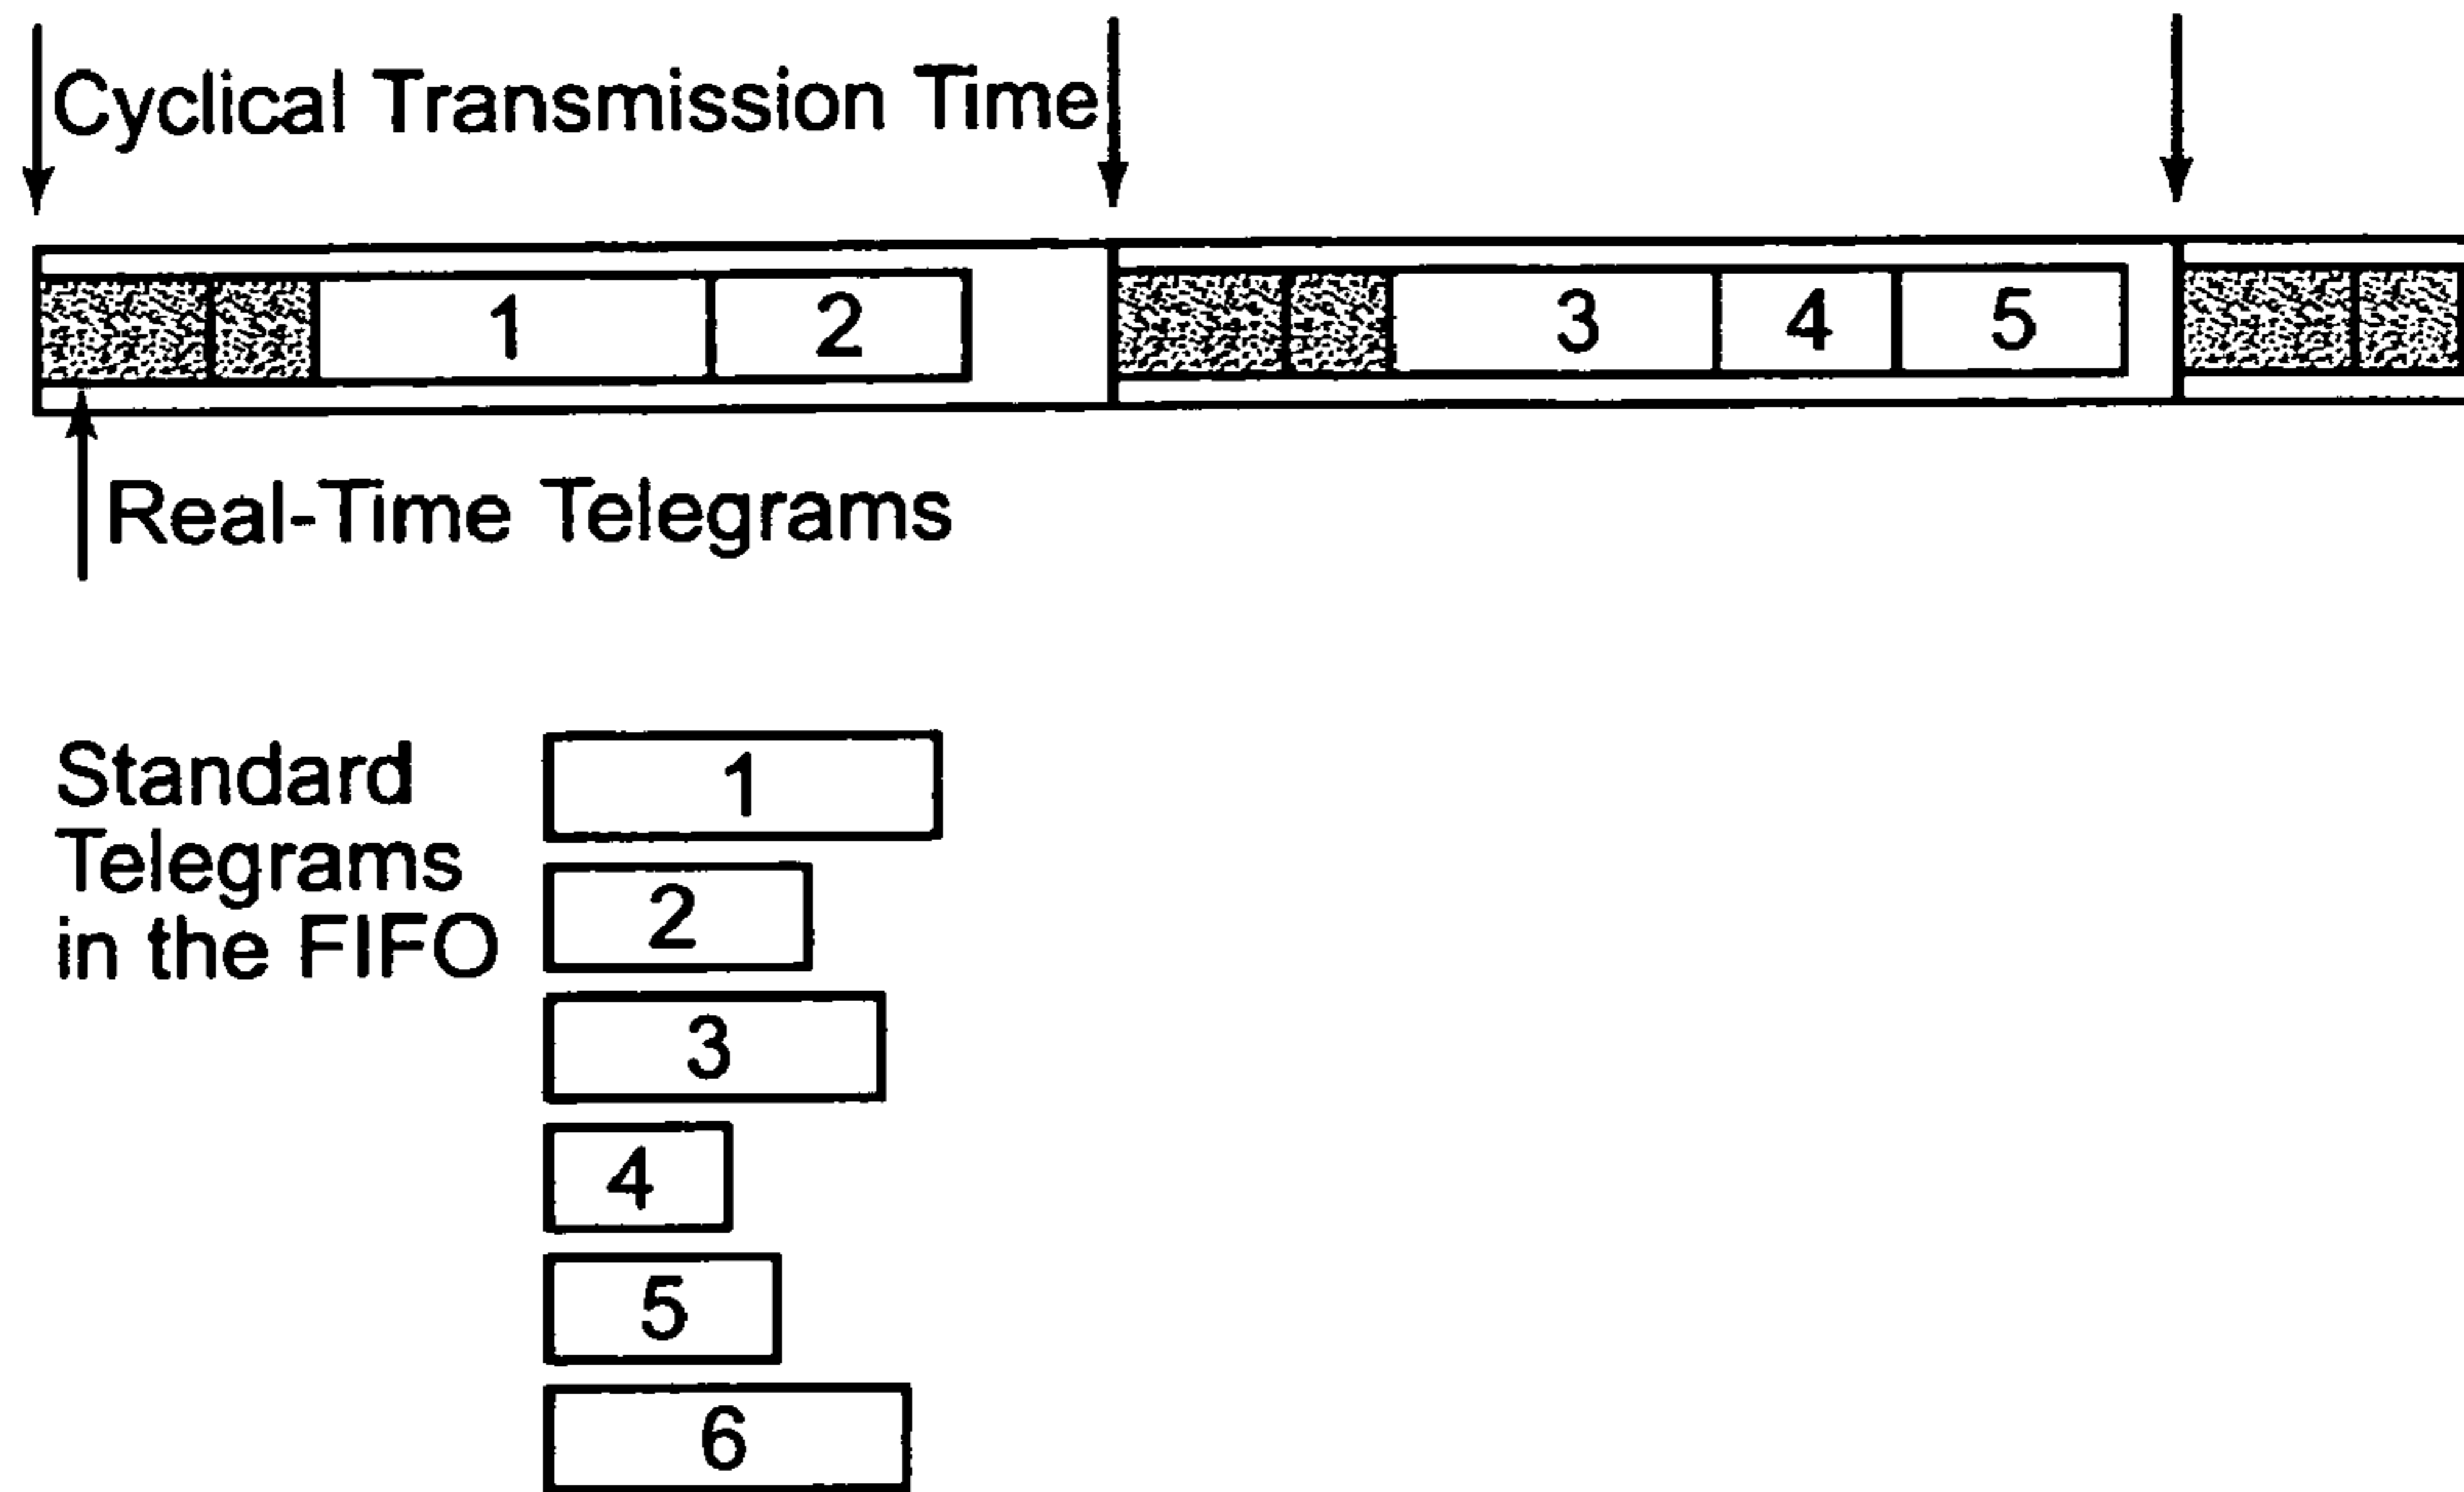 Cyclical Transmission Time
1 2 3 4 5
Real-Time Telegrams
Standard
Telegrams
in the FIFO
1
2
3
4
5
6